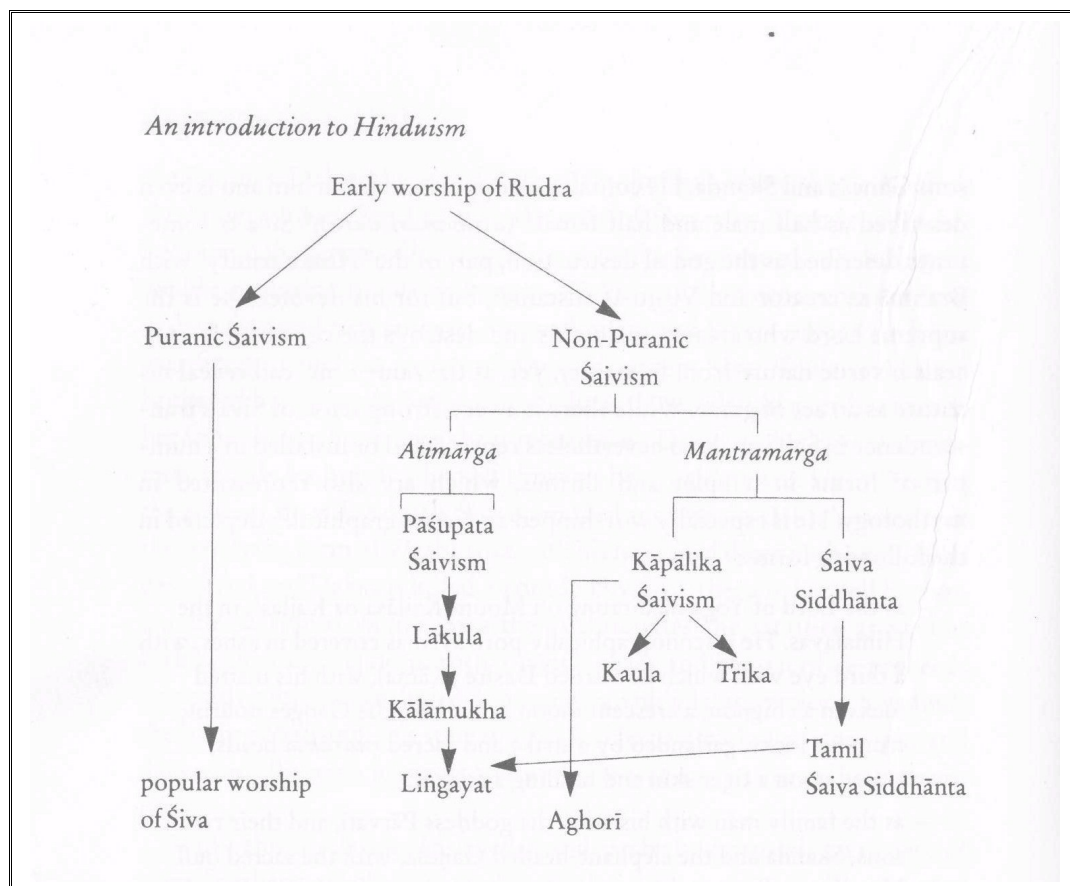 An introduction to Hinduism
Early worship of Rudra
Puranic Śaivism
Non-Puranic
Śaivism
Atimārga
Mantramārga
Pāśupata
Śaivism
Kāpālika
Śaivism
Śaiva
Siddhānta
Lākula
Kaula
Trika
Kālāmukha
Tamil
Śaiva Siddhānta
popular worship
of Śiva
Liṅgayat
Aghorī